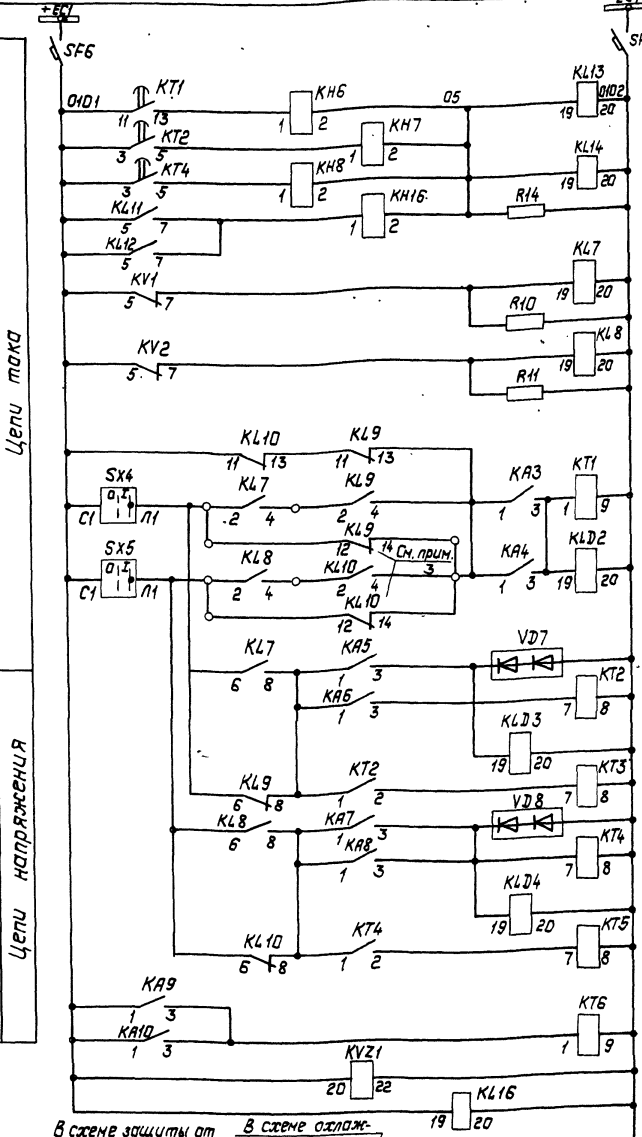 +EC1
SF6
0101
KT1
11 13
KH6
1 2
05
KL13
0102
19 20
KT2
3 5
KH7
1 2
KT4
3 5
KH8
1 2
KL14
19 20
KL11
5 7
KH16
1 2
R14
KL12
5 7
KV1
5 7
KL7
19 20
R10
KV2
5 7
KL8
19 20
R11
Цепи тока
KL10
11 13
KL9
11 13
SX4
0 I
C1 Л1
KL7
2 4
KL9
2 4
KA3
1 3
KT1
1 9
KL9
12 14
См. прим. 3
SX5
0 I
C1 Л1
KL8
2 4
KL10
2 4
KA4
1 3
KLD2
19 20
KL10
12 14
KL7
6 8
KA5
1 3
VD7
KA6
1 3
KT2
7 8
KLD3
19 20
Цепи напряжения
KL9
6 8
KT2
1 2
KT3
7 8
KL8
6 8
KA7
1 3
VD8
KA8
1 3
KT4
7 8
KLD4
19 20
KL10
6 8
KT4
1 2
KT5
7 8
KA9
1 3
KA10
1 3
KT6
1 9
KVZ1
20 22
KL16
19 20
В схеме защиты от
В схеме охлаж-